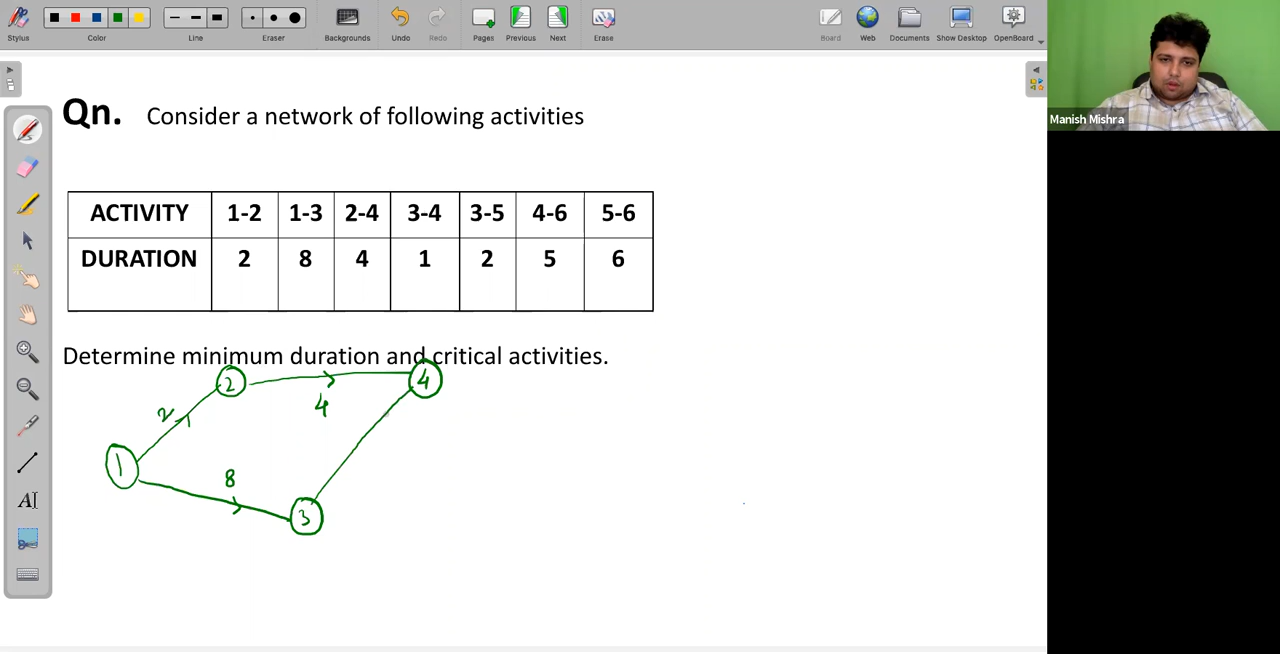 Stylus Color Line Eraser Backgrounds Undo Redo Pages Previous Next Erase Board Web Documents Show Desktop OpenBoard
Manish Mishra
Qn. Consider a network of following activities
ACTIVITY 1-2 1-3 2-4 3-4 3-5 4-6 5-6
DURATION 2 8 4 1 2 5 6
Determine minimum duration and critical activities.
2 4
2 4
1 8
3
AI